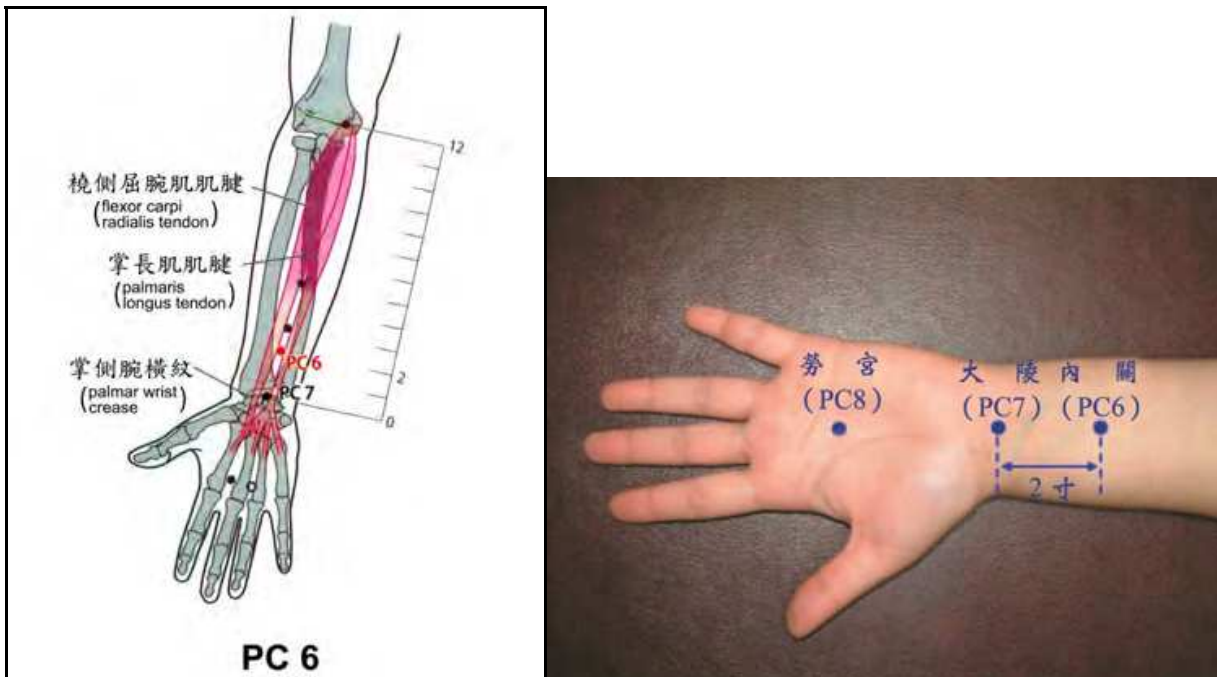 12
橈側屈腕肌肌腱
(flexor carpi
radialis tendon)
掌長肌肌腱
(palmaris
longus tendon)
PC 6
掌側腕橫紋
(palmar wrist
crease)
PC 7
2
0
PC 6
勞宮
(PC8)
大陵
(PC7)
內關
(PC6)
2寸